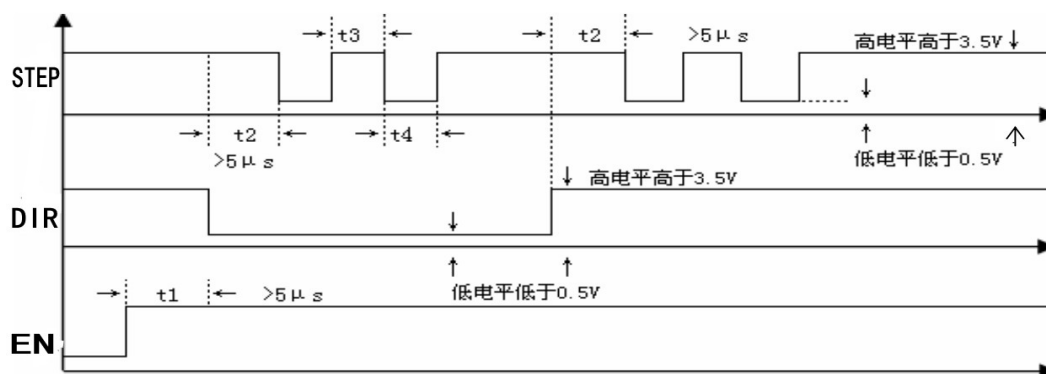 t3 t2 >5μs 高电平高于3.5V
STEP
t2 t4
>5μs 低电平低于0.5V
高电平高于3.5V
DIR
t1 >5μs 低电平低于0.5V
EN